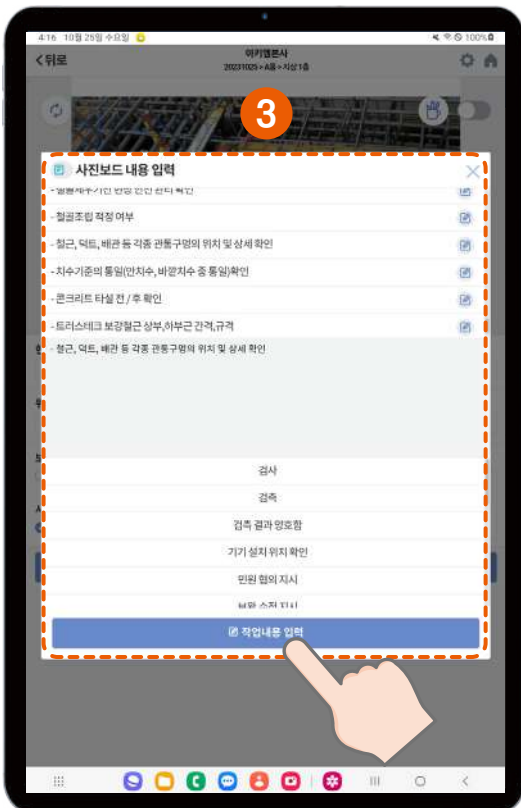 4:16 10월 25일 수요일
100%
<뒤로
이키엠본사
20231025 > A동 > 지상 1층
3
사진보드 내용 입력
- 철골조립 적정 여부
- 철근, 덕트, 배관 등 각종 관통구멍의 위치 및 상세 확인
- 치수기준의 통일(안치수, 바깥치수 중 통일)확인
- 콘크리트 타설 전 / 후 확인
- 트러스테크 보강철근 상부,하부근 간격,규격
- 철근, 덕트, 배관 등 각종 관통구멍의 위치 및 상세 확인
검사
검측
검측 결과 양호함
기기 설치 위치 확인
민원 협의 지시
작업내용 입력